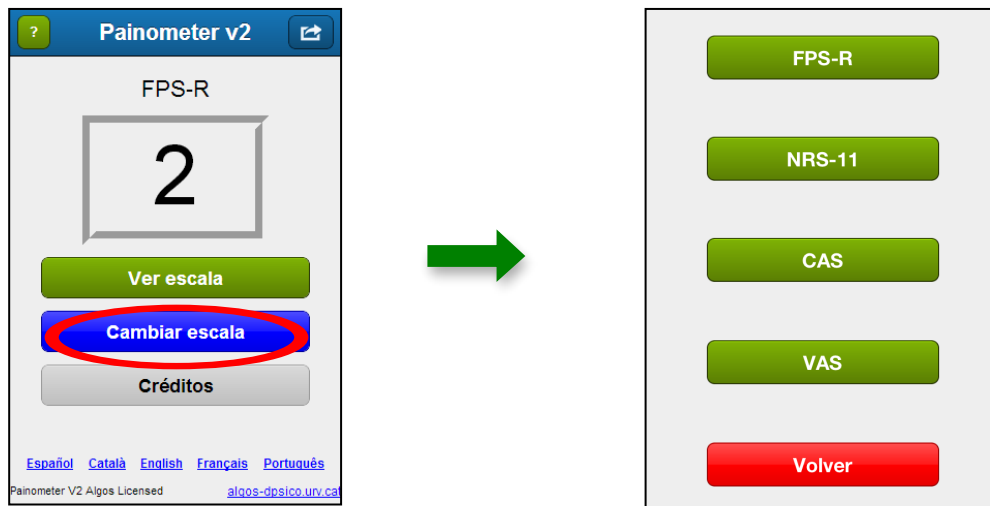 ? Painometer v2
FPS-R
2
Ver escala
Cambiar escala
Créditos
Español Català English Français Português
Painometer V2 Algos Licensed algos-dpsico.urv.cat
FPS-R
NRS-11
CAS
VAS
Volver